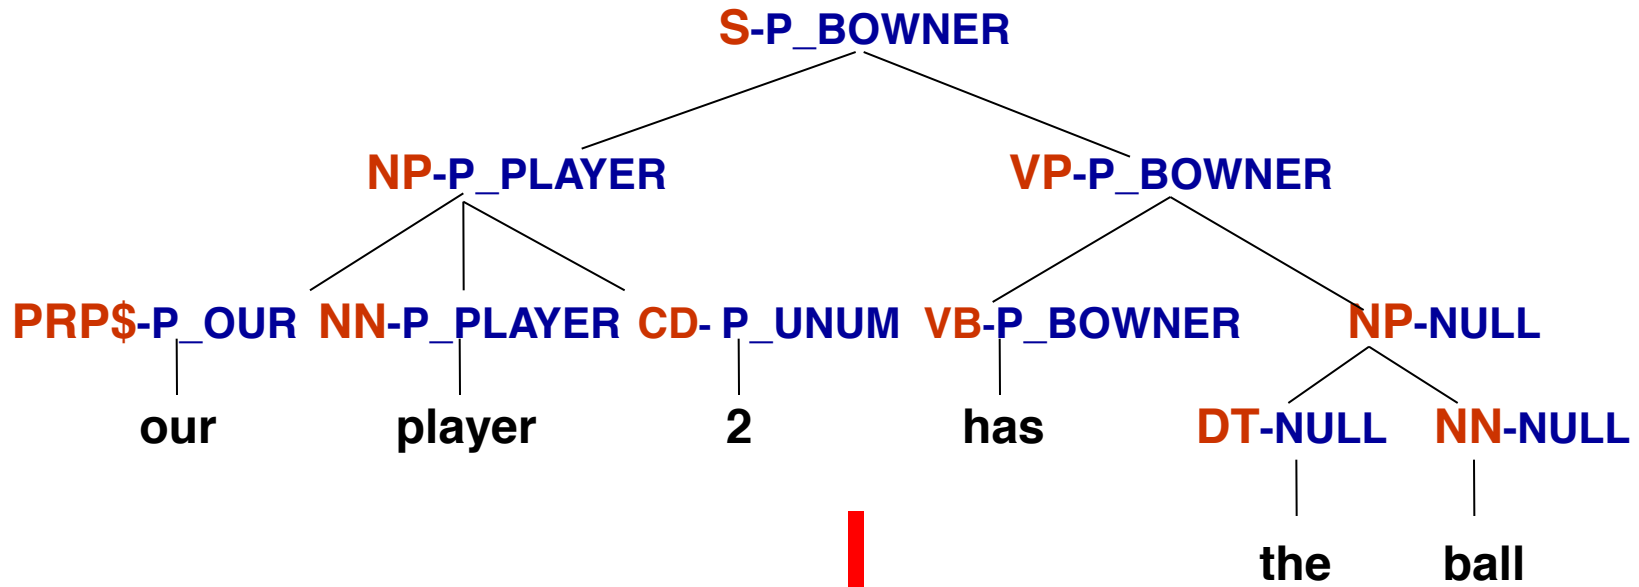 S-P_BOWNER
NP-P_PLAYER VP-P_BOWNER
PRP$-P_OUR NN-P_PLAYER CD- P_UNUM VB-P_BOWNER NP-NULL
our player 2 has DT-NULL NN-NULL
the ball